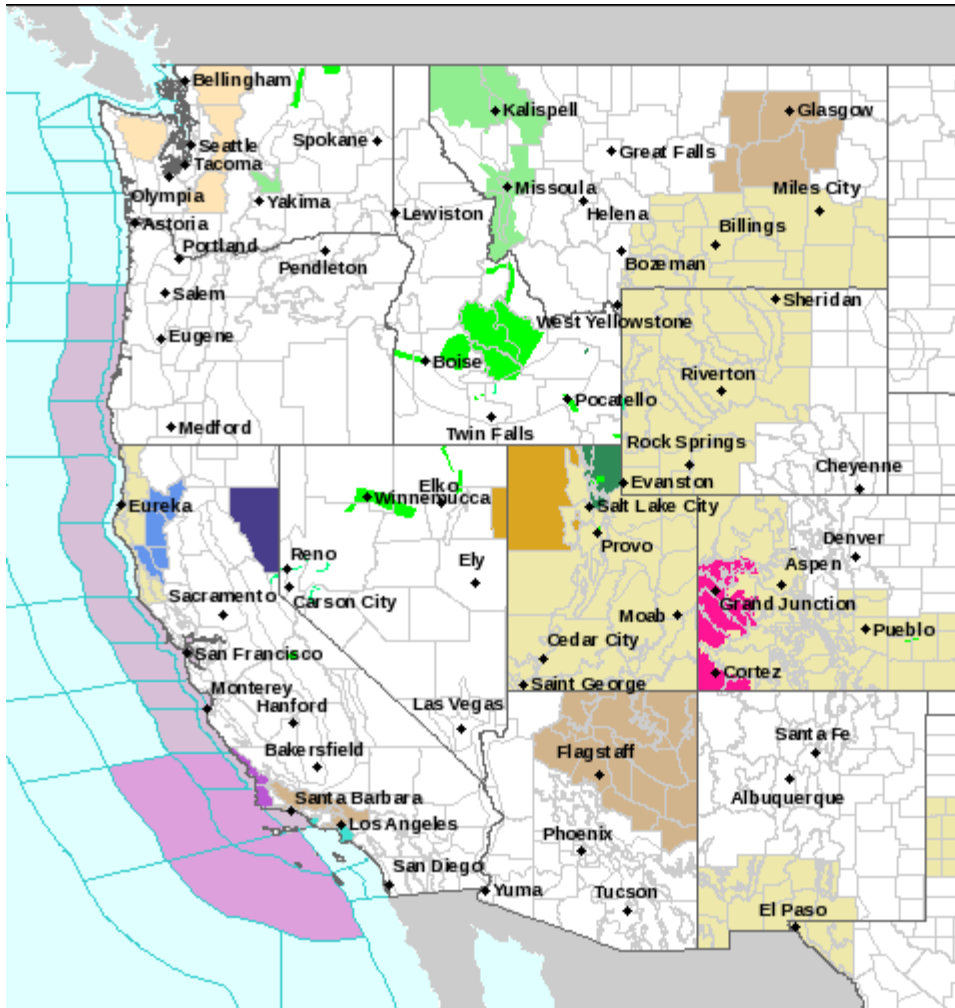 Bellingham
Kalispell
Glasgow
Seattle
Spokane
Great Falls
Tacoma
Missoula
Miles City
Olympia
Yakima
Lewiston
Helena
Astoria
Billings
Portland
Pendleton
Bozeman
Salem
Sheridan
West Yellowstone
Eugene
Boise
Riverton
Pocatello
Medford
Twin Falls
Rock Springs
Cheyenne
Elko
Evanston
Eureka
Winnemucca
Salt Lake City
Provo
Denver
Reno
Ely
Aspen
Sacramento
Carson City
Grand Junction
Moab
Pueblo
Cedar City
San Francisco
Cortez
Saint George
Monterey
Hanford
Las Vegas
Santa Fe
Bakersfield
Flagstaff
Albuquerque
Santa Barbara
Los Angeles
Phoenix
San Diego
Yuma
Tucson
El Paso